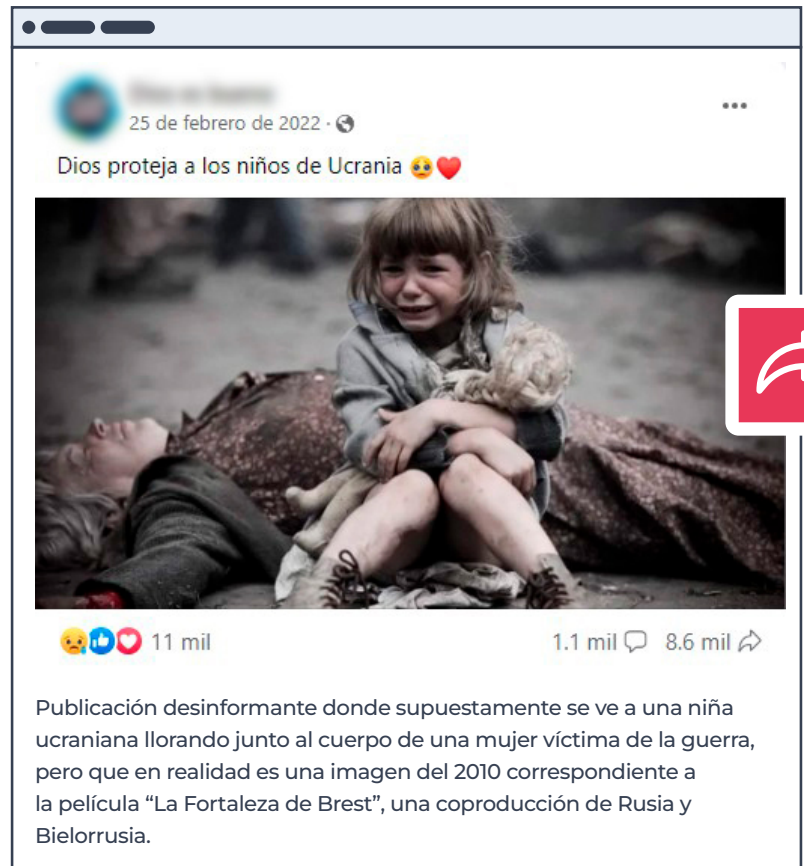 25 de febrero de 2022 ·
Dios proteja a los niños de Ucrania 🥹❤️
11 mil
1.1 mil 8.6 mil
Publicación desinformante donde supuestamente se ve a una niña
ucraniana llorando junto al cuerpo de una mujer víctima de la guerra,
pero que en realidad es una imagen del 2010 correspondiente a
la película “La Fortaleza de Brest”, una coproducción de Rusia y
Bielorrusia.